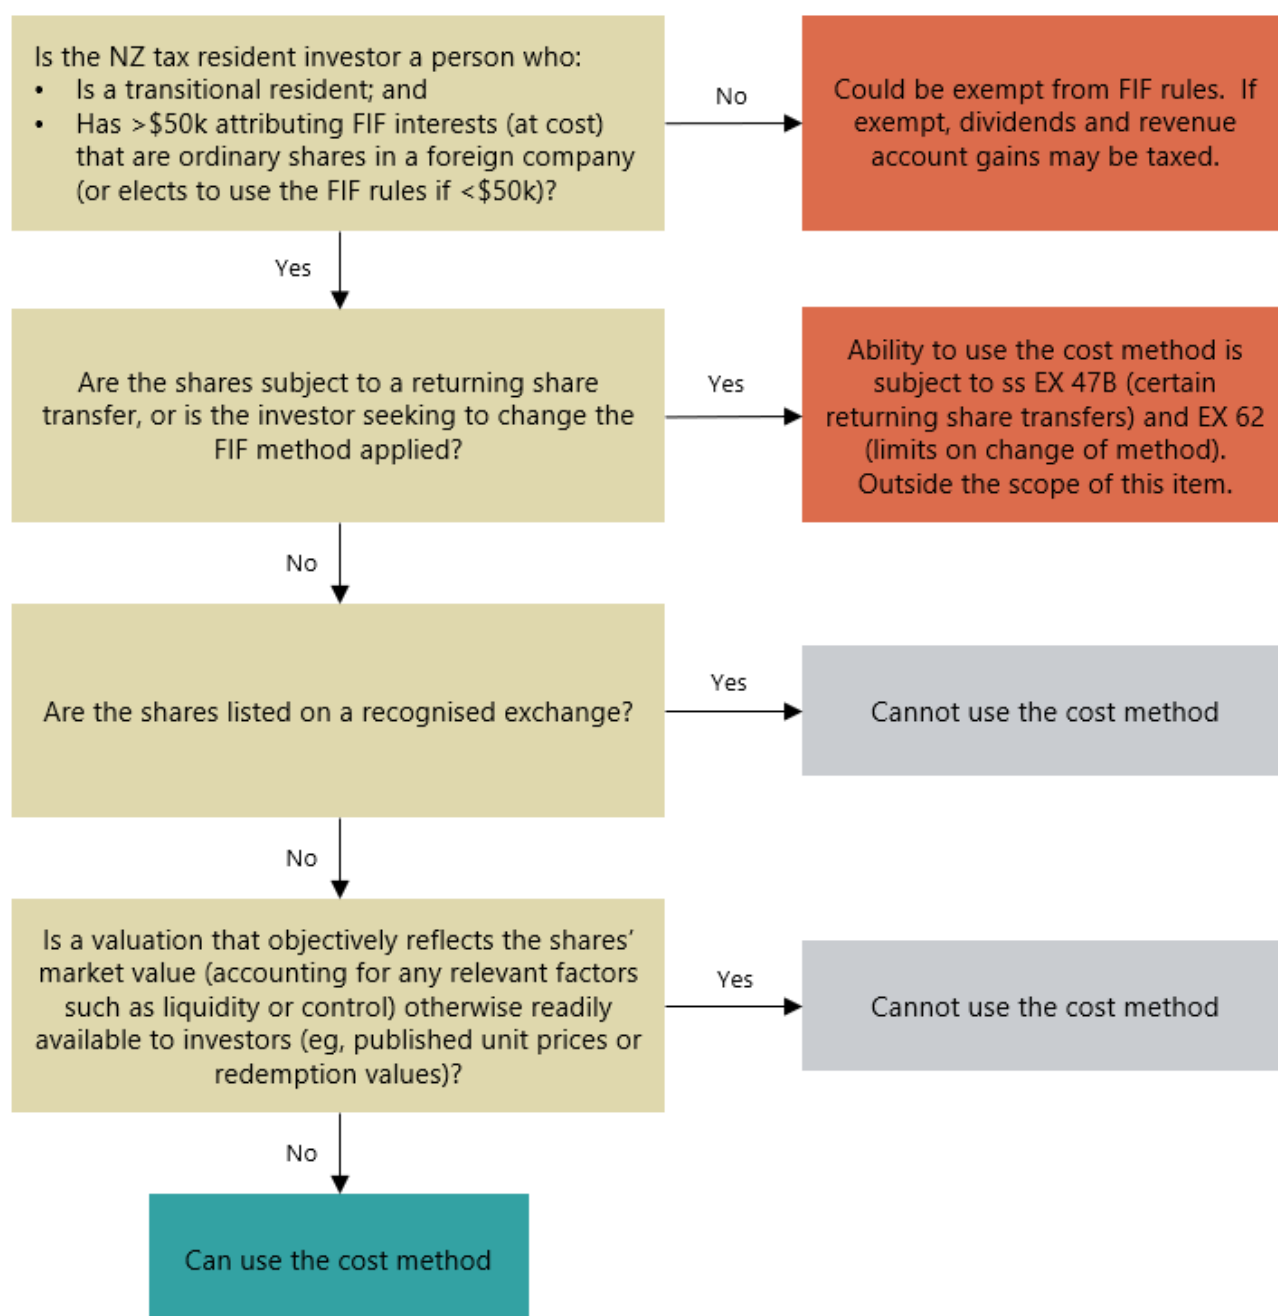 Is the NZ tax resident investor a person who:
• Is a transitional resident; and
• Has >$50k attributing FIF interests (at cost)
that are ordinary shares in a foreign company
(or elects to use the FIF rules if <$50k)?
No
Could be exempt from FIF rules. If
exempt, dividends and revenue
account gains may be taxed.
Yes
Are the shares subject to a returning share
transfer, or is the investor seeking to change the
FIF method applied?
Yes
Ability to use the cost method is
subject to ss EX 47B (certain
returning share transfers) and EX 62
(limits on change of method).
Outside the scope of this item.
No
Are the shares listed on a recognised exchange?
Yes
Cannot use the cost method
No
Is a valuation that objectively reflects the shares’
market value (accounting for any relevant factors
such as liquidity or control) otherwise readily
available to investors (eg, published unit prices or
redemption values)?
Yes
Cannot use the cost method
No
Can use the cost method